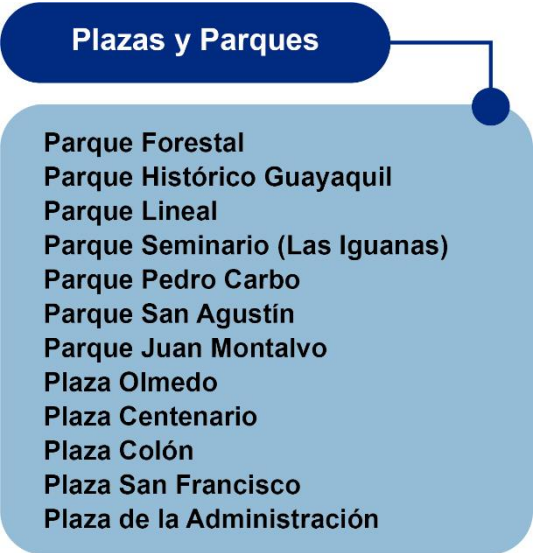 Plazas y Parques
Parque Forestal
Parque Histórico Guayaquil
Parque Lineal
Parque Seminario (Las Iguanas)
Parque Pedro Carbo
Parque San Agustín
Parque Juan Montalvo
Plaza Olmedo
Plaza Centenario
Plaza Colón
Plaza San Francisco
Plaza de la Administración